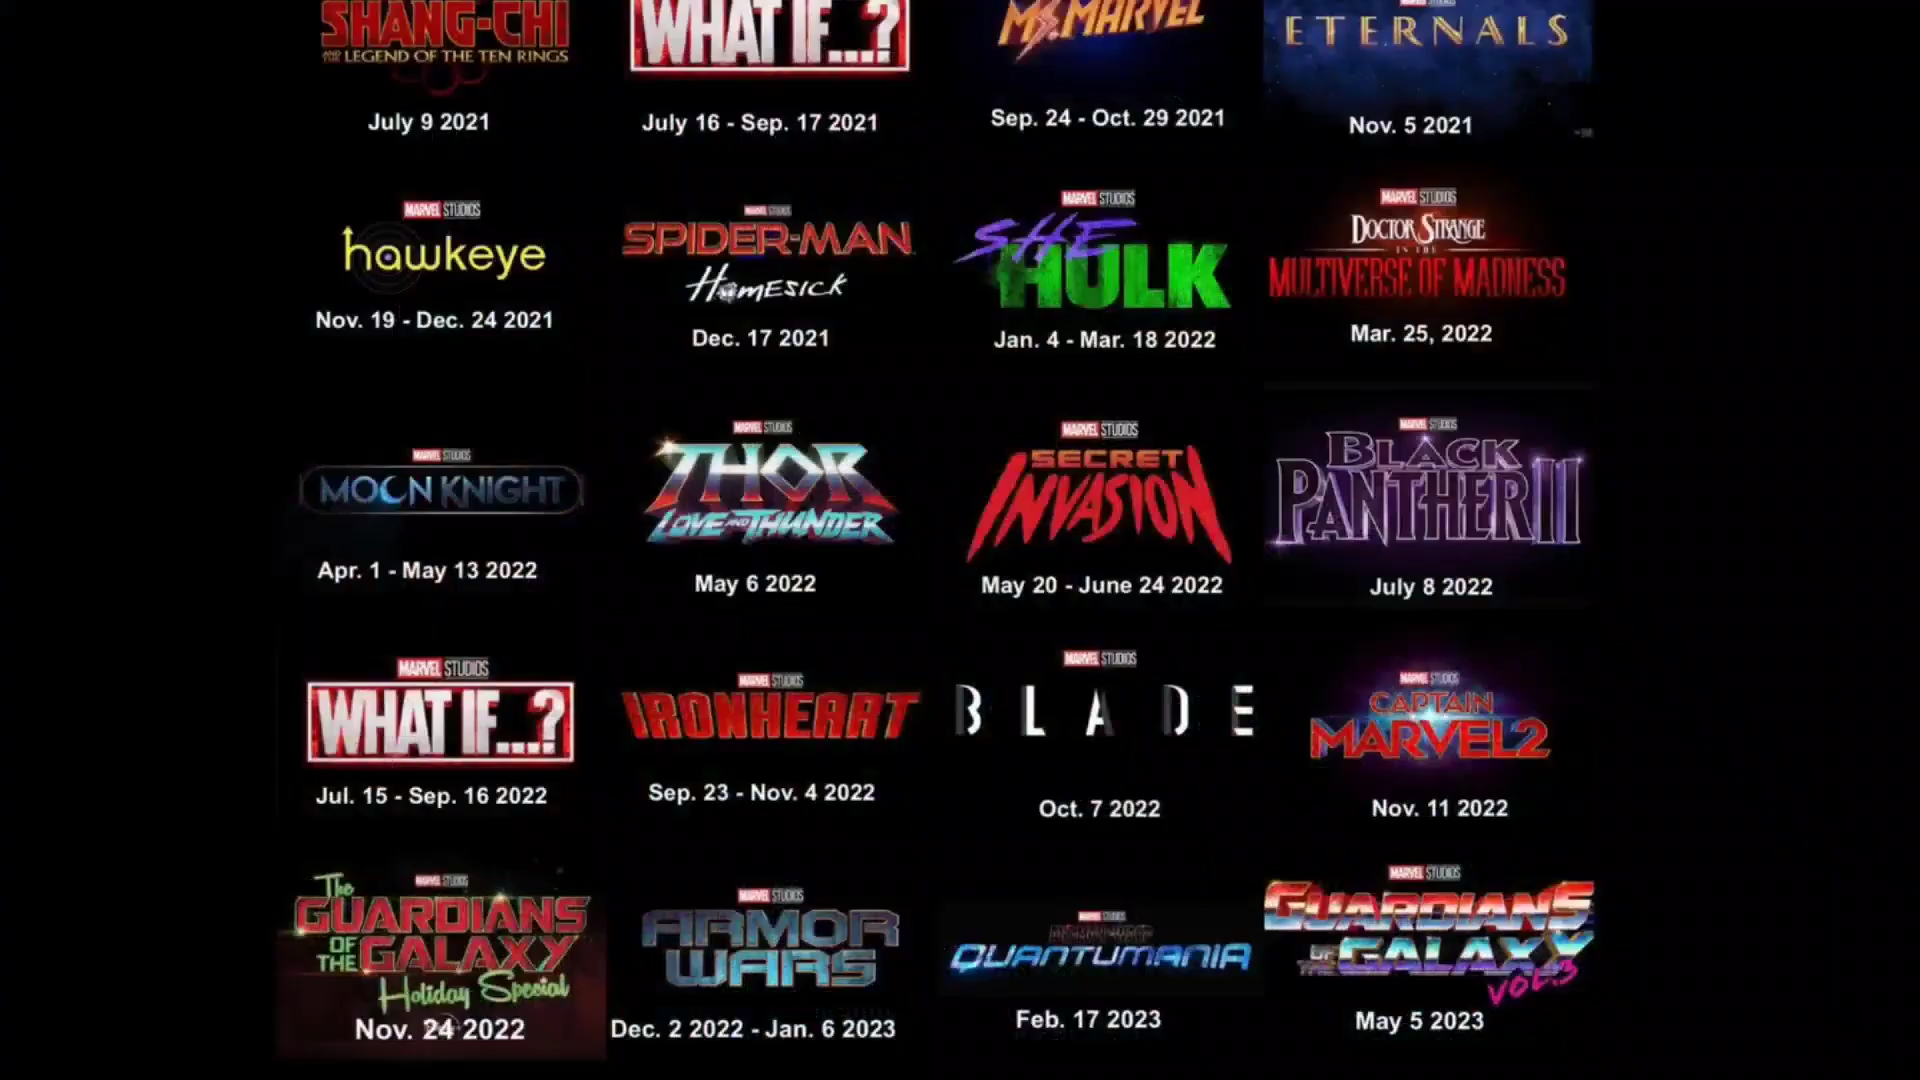 SHANG-CHI
AND THE LEGEND OF THE TEN RINGS
July 9 2021
WHAT IF...?
July 16 - Sep. 17 2021
MS. MARVEL
Sep. 24 - Oct. 29 2021
MARVEL STUDIOS
ETERNALS
Nov. 5 2021
MARVEL STUDIOS
hawkeye
Nov. 19 - Dec. 24 2021
MARVEL STUDIOS
SPIDER-MAN
HOMESICK
Dec. 17 2021
MARVEL STUDIOS
SHE
HULK
Jan. 4 - Mar. 18 2022
MARVEL STUDIOS
DOCTOR STRANGE
IN THE
MULTIVERSE OF MADNESS
Mar. 25, 2022
MARVEL STUDIOS
MOON KNIGHT
Apr. 1 - May 13 2022
MARVEL STUDIOS
THOR
LOVE AND THUNDER
May 6 2022
MARVEL STUDIOS
SECRET
INVASION
May 20 - June 24 2022
MARVEL STUDIOS
BLACK
PANTHER II
July 8 2022
MARVEL STUDIOS
WHAT IF...?
Jul. 15 - Sep. 16 2022
MARVEL STUDIOS
IRONHEART
Sep. 23 - Nov. 4 2022
MARVEL STUDIOS
BLADE
Oct. 7 2022
MARVEL STUDIOS
CAPTAIN
MARVEL 2
Nov. 11 2022
MARVEL STUDIOS
The
GUARDIANS
OF THE GALAXY
Holiday Special
Nov. 24 2022
MARVEL STUDIOS
ARMOR
WARS
Dec. 2 2022 - Jan. 6 2023
MARVEL STUDIOS
QUANTUMANIA
Feb. 17 2023
MARVEL STUDIOS
GUARDIANS
OF THE GALAXY
VOL.3
May 5 2023